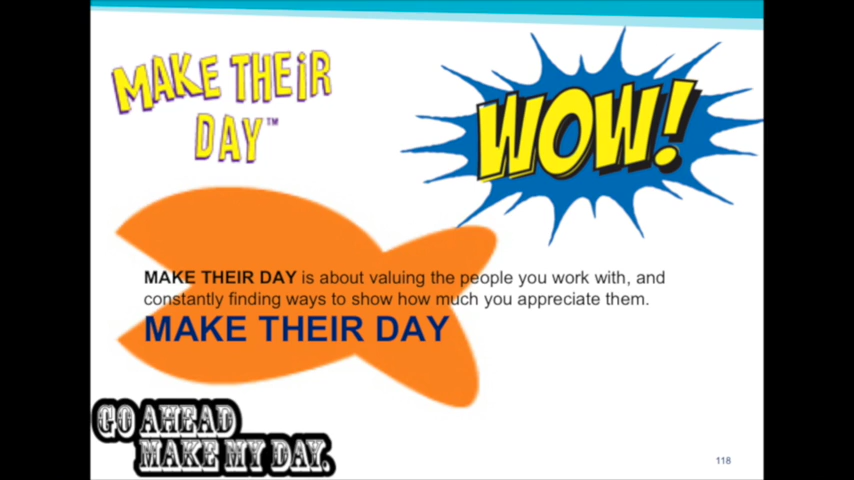 MAKE THEiR
DAY™
WOW!
MAKE THEIR DAY is about valuing the people you work with, and
constantly finding ways to show how much you appreciate them.
MAKE THEIR DAY
GO AHEAD
MAKE MY DAY.
118